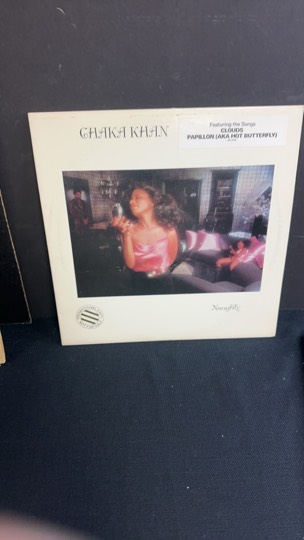 CHAKA KHAN
Featuring the Songs
CLOUDS
PAPILLON (AKA HOT BUTTERFLY)
Naughty